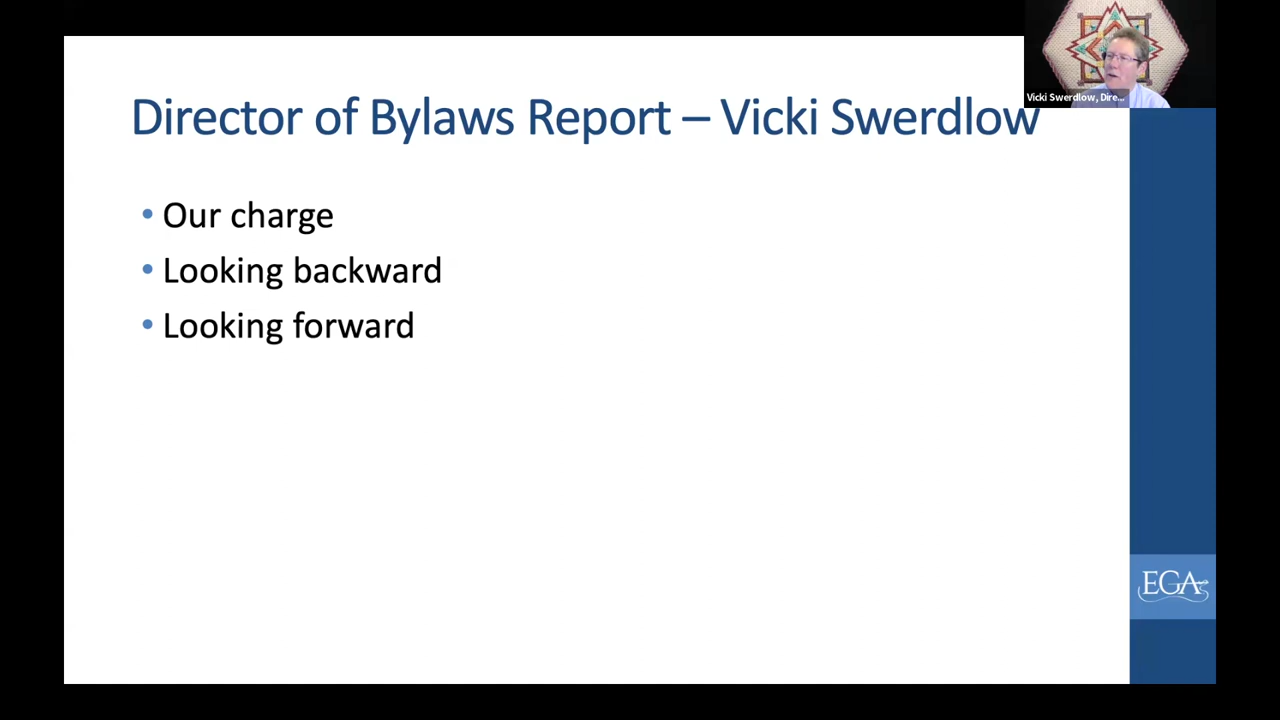 Vicki Swerdlow, Dire...
Director of Bylaws Report – Vicki Swerdlow
• Our charge
• Looking backward
• Looking forward
EGA